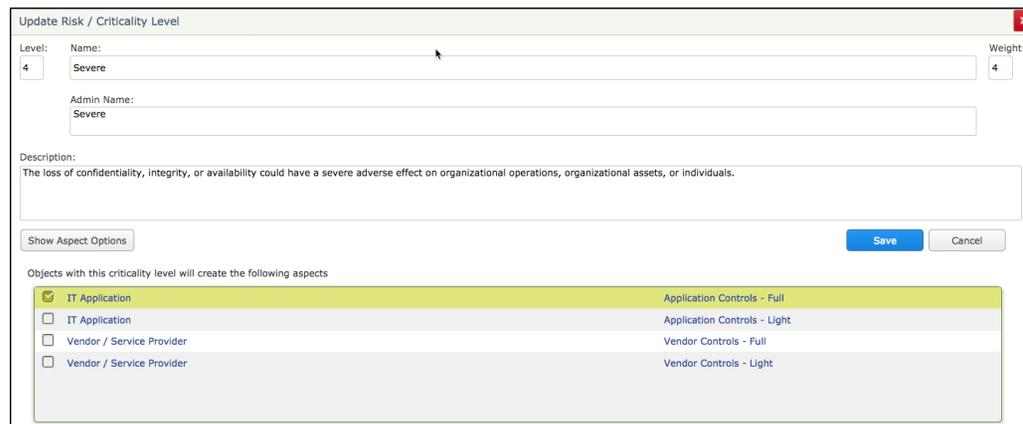 Update Risk / Criticality Level
Level: Name: Weight
4 Severe 4
Admin Name:
Severe
Description:
The loss of confidentiality, integrity, or availability could have a severe adverse effect on organizational operations, organizational assets, or individuals.
Show Aspect Options Save Cancel
Objects with this criticality level will create the following aspects
IT Application Application Controls - Full
IT Application Application Controls - Light
Vendor / Service Provider Vendor Controls - Full
Vendor / Service Provider Vendor Controls - Light